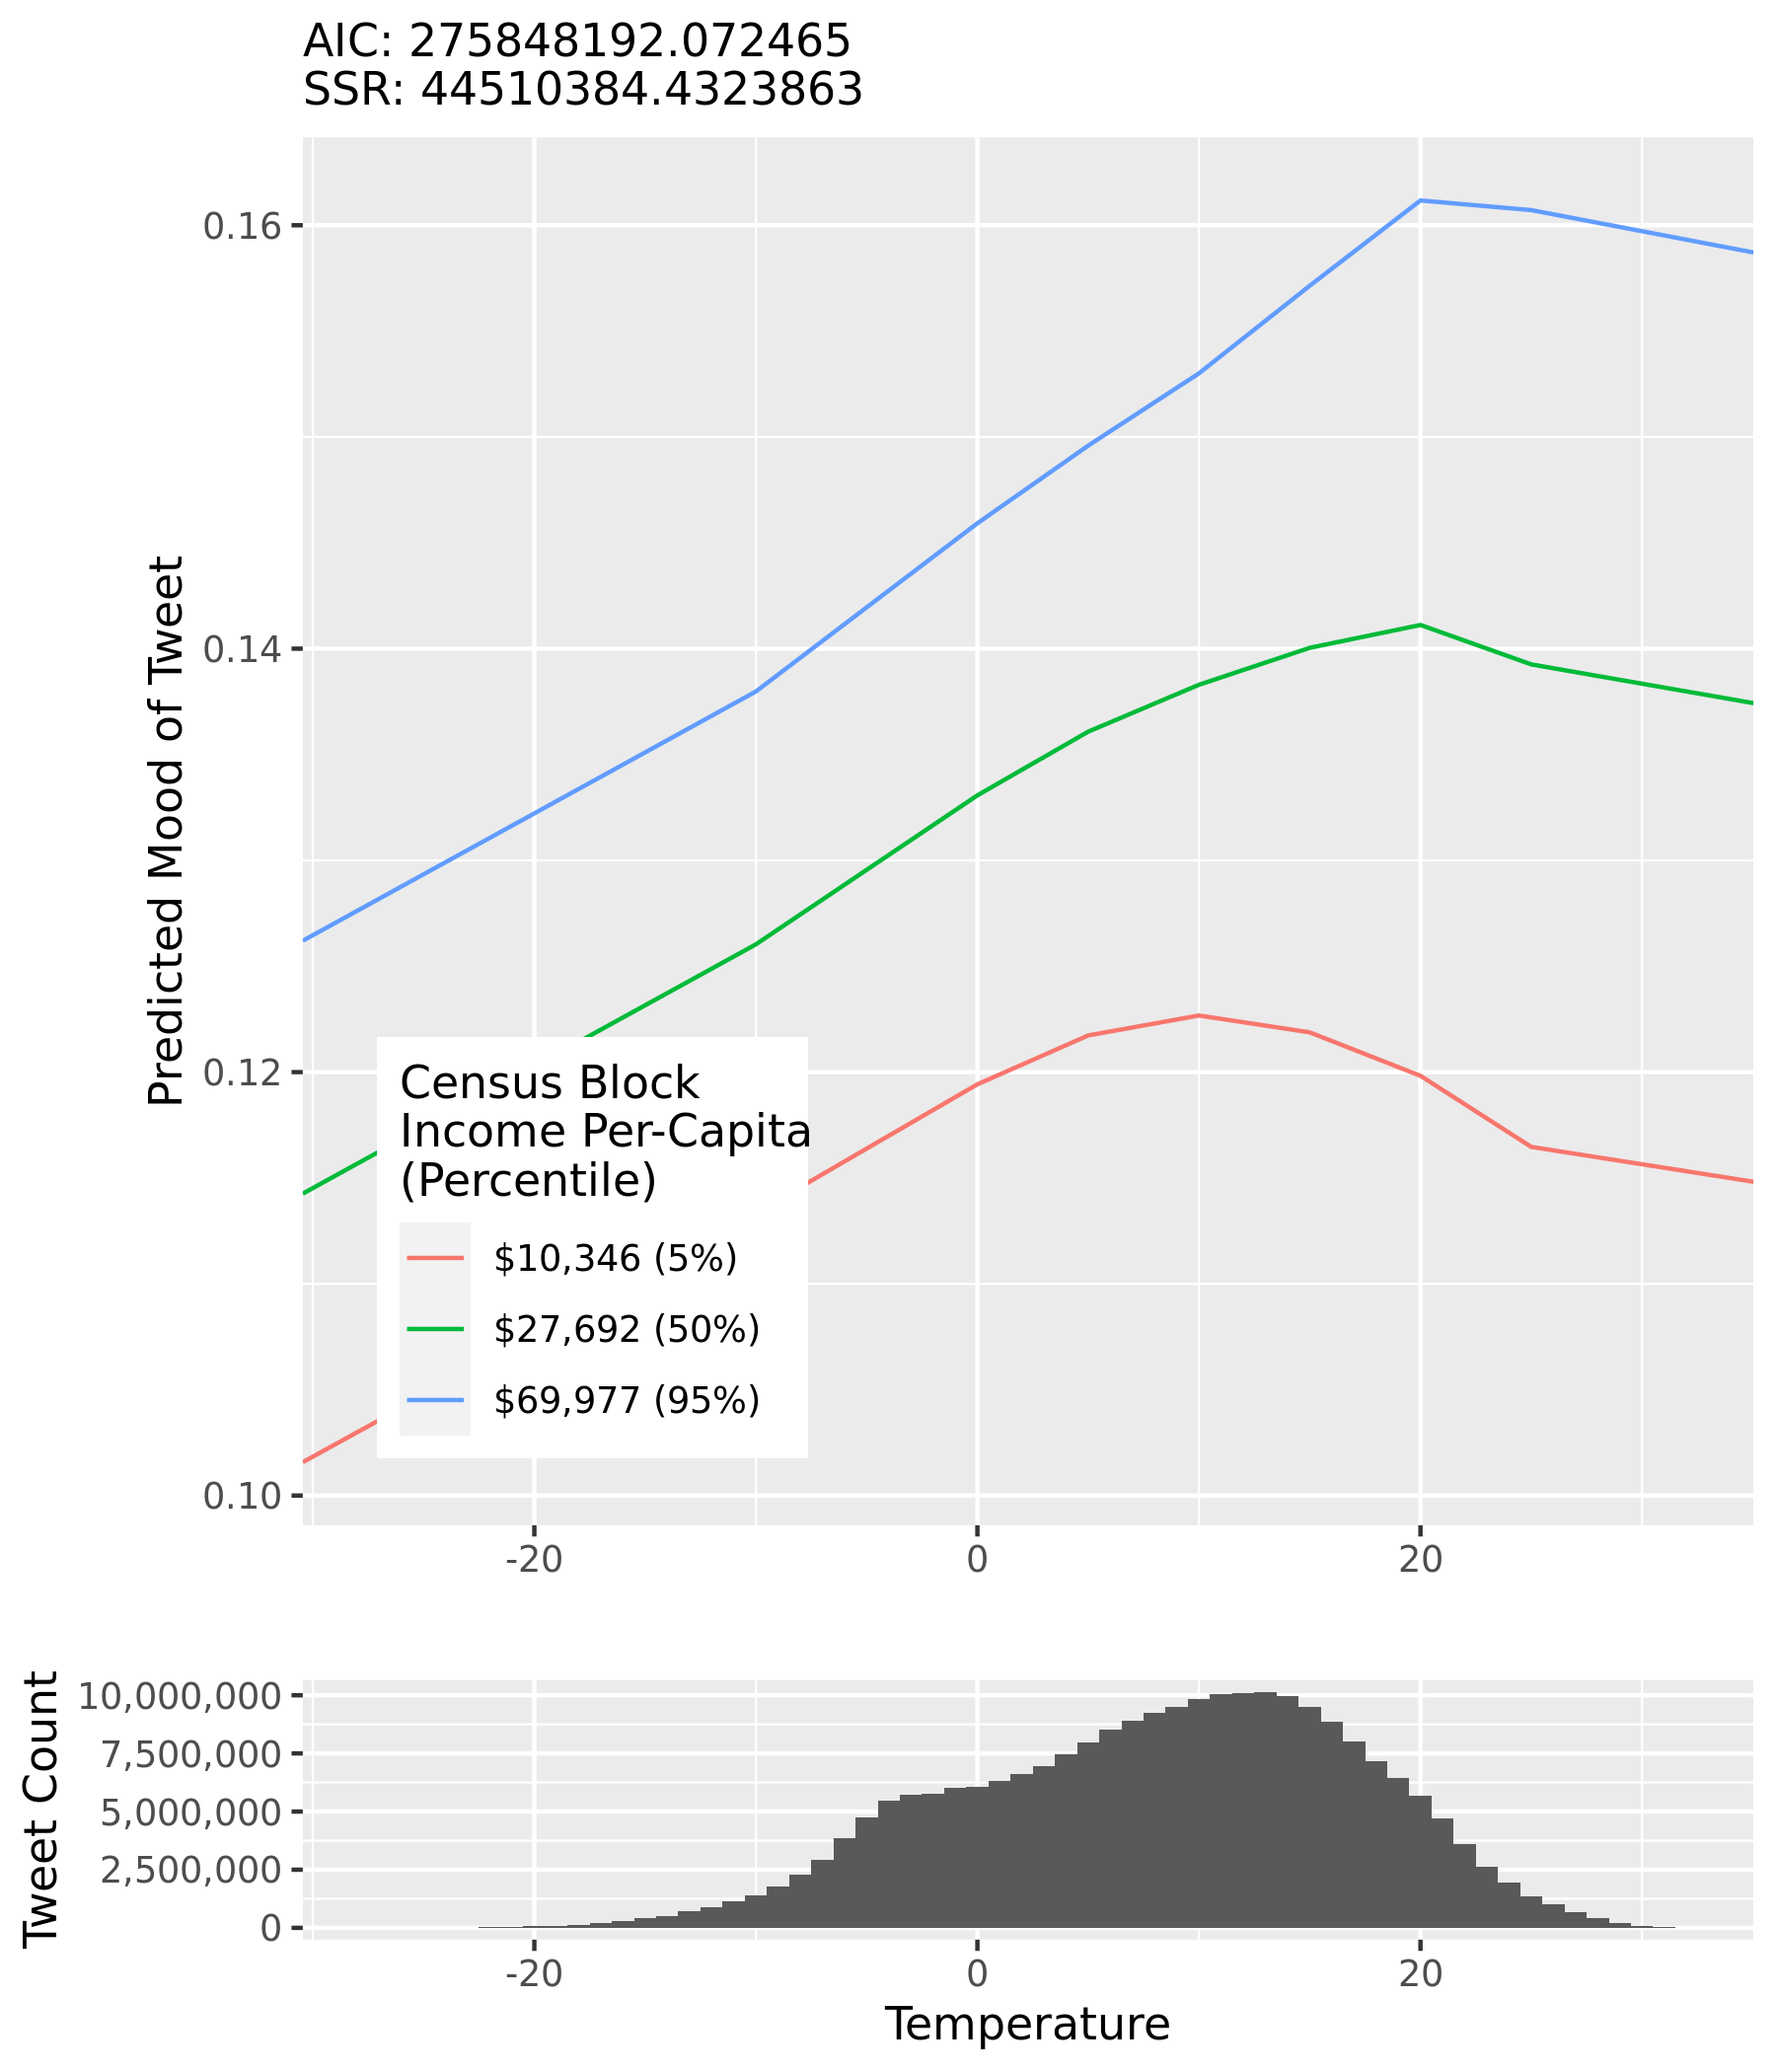 AIC: 275848192.072465
SSR: 44510384.4323863
Predicted Mood of Tweet
0.16
0.14
0.12
0.10
Census Block
Income Per-Capita
(Percentile)
$10,346 (5%)
$27,692 (50%)
$69,977 (95%)
-20
0
20
Tweet Count
10,000,000
7,500,000
5,000,000
2,500,000
0
-20
0
20
Temperature